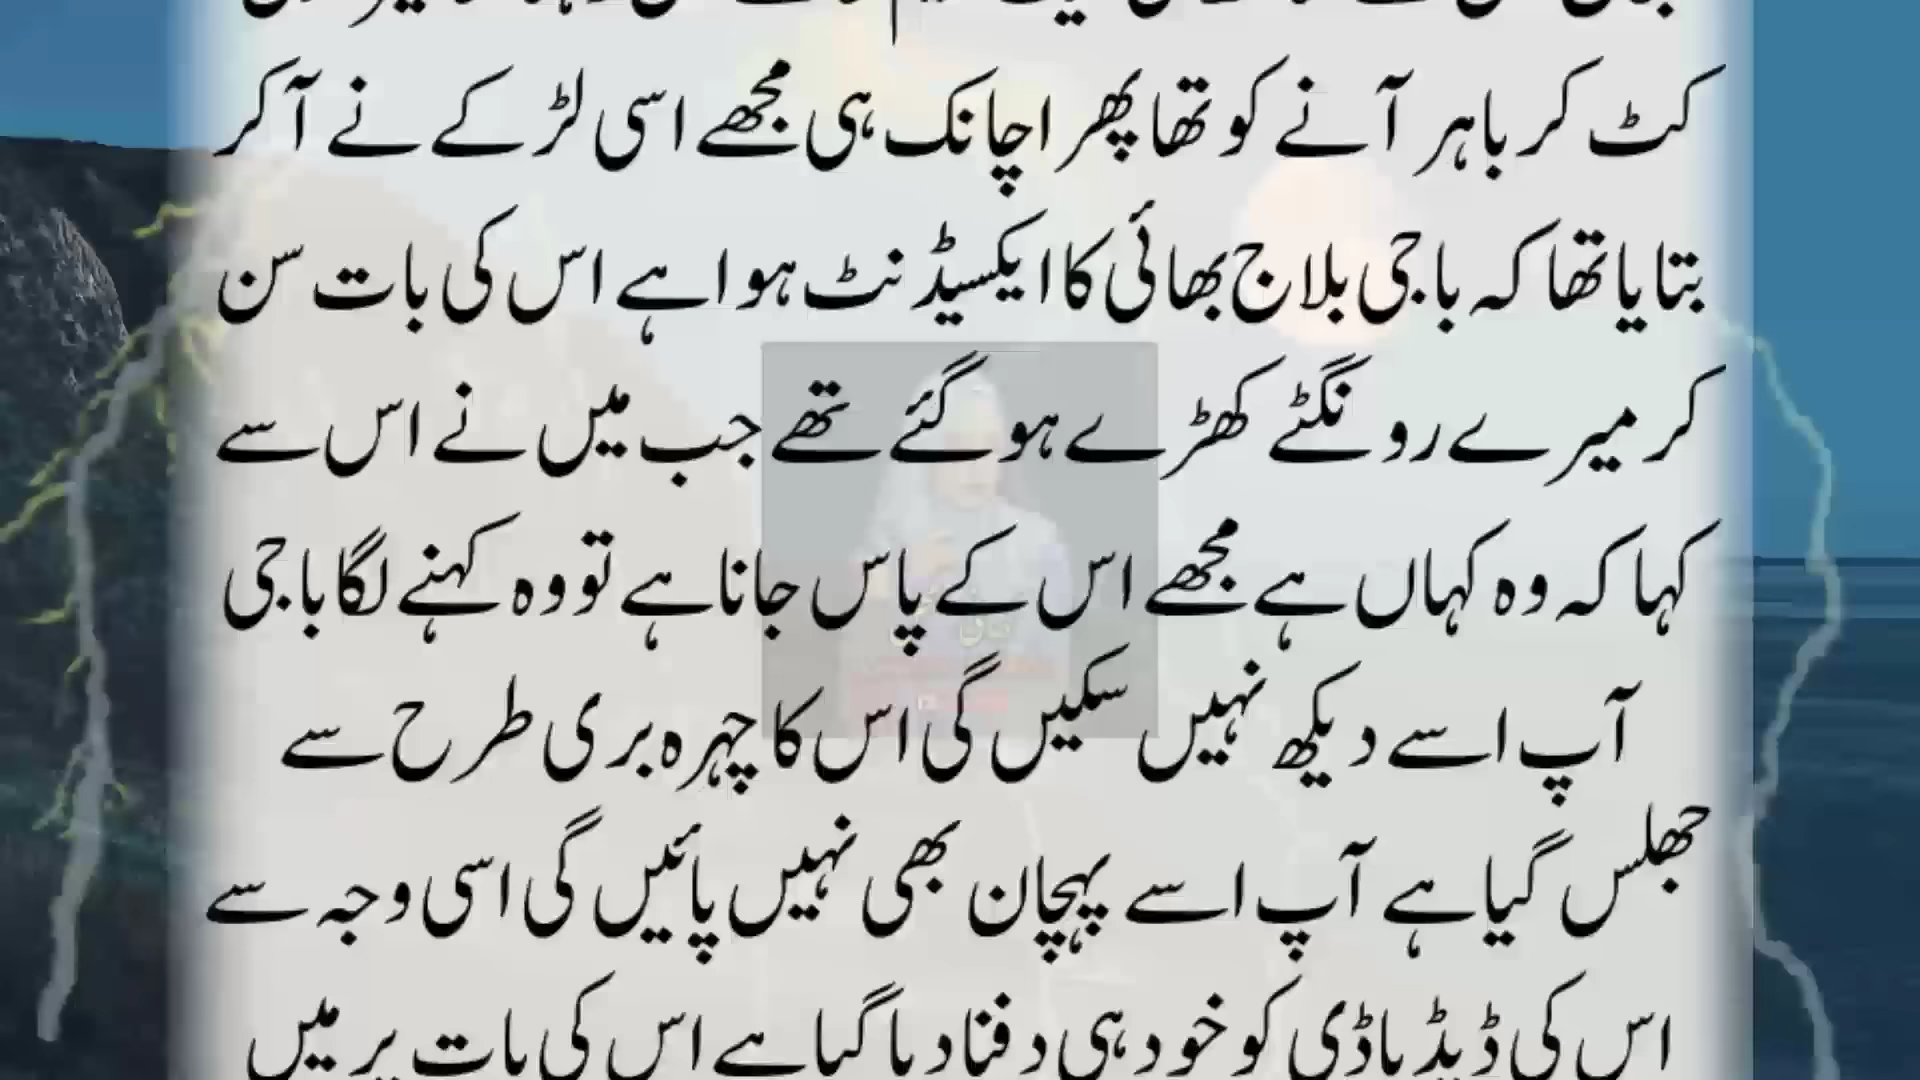 کٹ کر باہر آنے کو تھا پھر اچانک ہی مجھے اسی لڑکے نے آکر
بتایا تھا کہ باجی بلاج بھائی کا ایکسیڈنٹ ہوا ہے اس کی بات سن
کر میرے رونگٹے کھڑے ہو گئے تھے جب میں نے اس سے
کہا کہ وہ کہاں ہے مجھے اس کے پاس جانا ہے تو وہ کہنے لگا باجی
آپ اسے دیکھ نہیں سکیں گی اس کا چہرہ بری طرح سے
جھلس گیا ہے آپ اسے پہچان بھی نہیں پائیں گی اسی وجہ سے
اس کی ڈیڈ باڈی کو خود ہی دفنا دیا گیا ہے اس کی بات پر میں